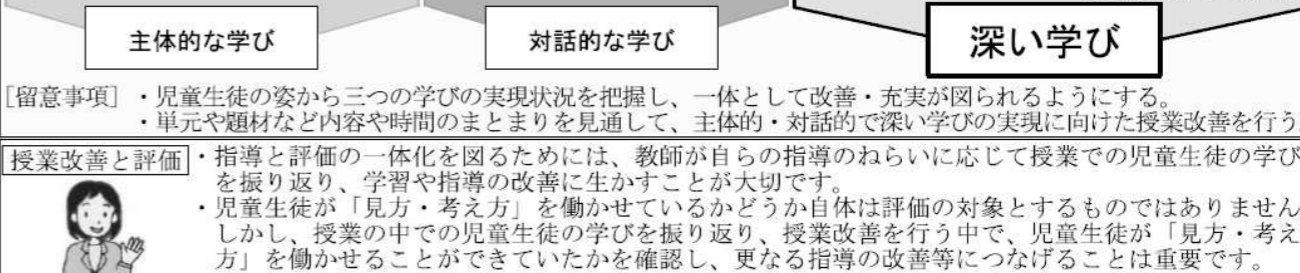 主体的な学び
対話的な学び
深い学び
[留意事項] ・児童生徒の姿から三つの学びの実現状況を把握し、一体として改善・充実が図られるようにする。
・単元や題材など内容や時間のまとまりを見通して、主体的・対話的で深い学びの実現に向けた授業改善を行う
授業改善と評価 ・指導と評価の一体化を図るためには、教師が自らの指導のねらいに応じて授業での児童生徒の学び
を振り返り、学習や指導の改善に生かすことが大切です。
・児童生徒が「見方・考え方」を働かせているかどうか自体は評価の対象とするものではありません
しかし、授業の中での児童生徒の学びを振り返り、授業改善を行う中で、児童生徒が「見方・考え
方」を働かせることができていたかを確認し、更なる指導の改善等につなげることは重要です。